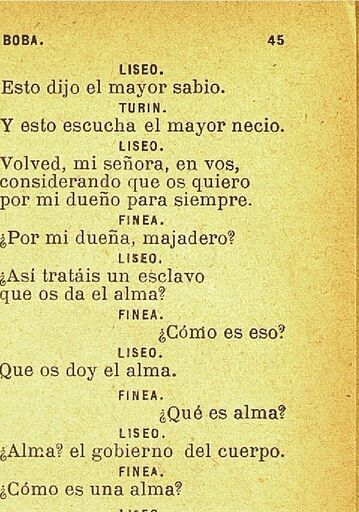 BOBA. 45
LISEO.
Esto dijo el mayor sabio.
TURIN.
Y esto escucha el mayor necio.
LISEO.
Volved, mi señora, en vos,
considerando que os quiero
por mi dueño para siempre.
FINEA.
¿Por mi dueña, majadero?
LISEO.
¿Así tratáis un esclavo
que os da el alma?
FINEA.
¿Cómo es eso?
LISEO.
Que os doy el alma.
FINEA.
¿Qué es alma?
LISEO.
¿Alma? el gobierno del cuerpo.
FINEA.
¿Cómo es una alma?